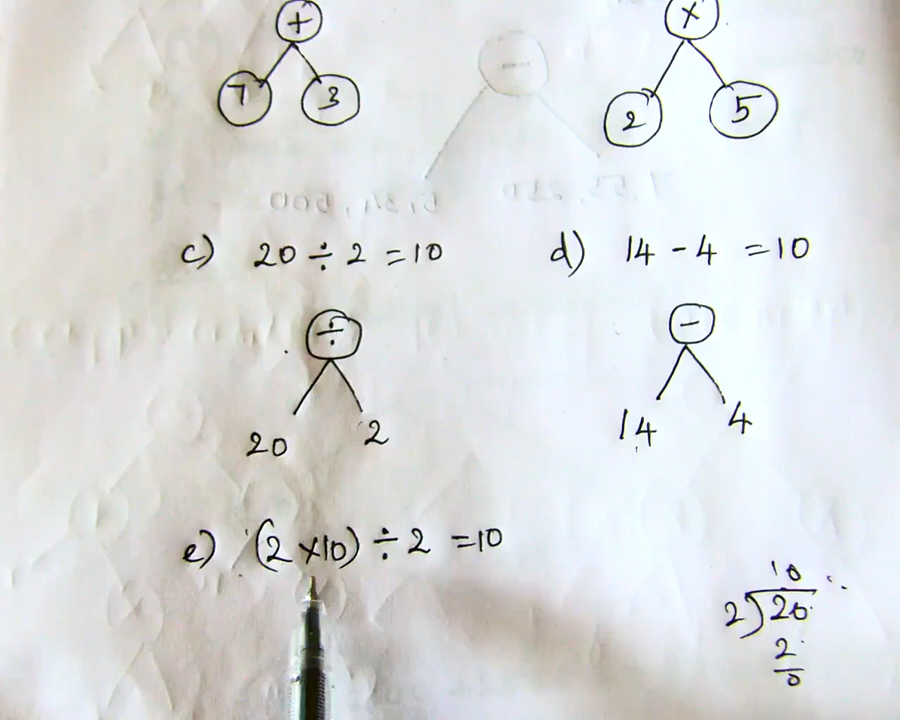 + ×
7 3 2 5
c) 20 ÷ 2 = 10 d) 14 - 4 = 10
÷ -
20 2 14 4
e) (2 × 10) ÷ 2 = 10
10
2)20
2
0